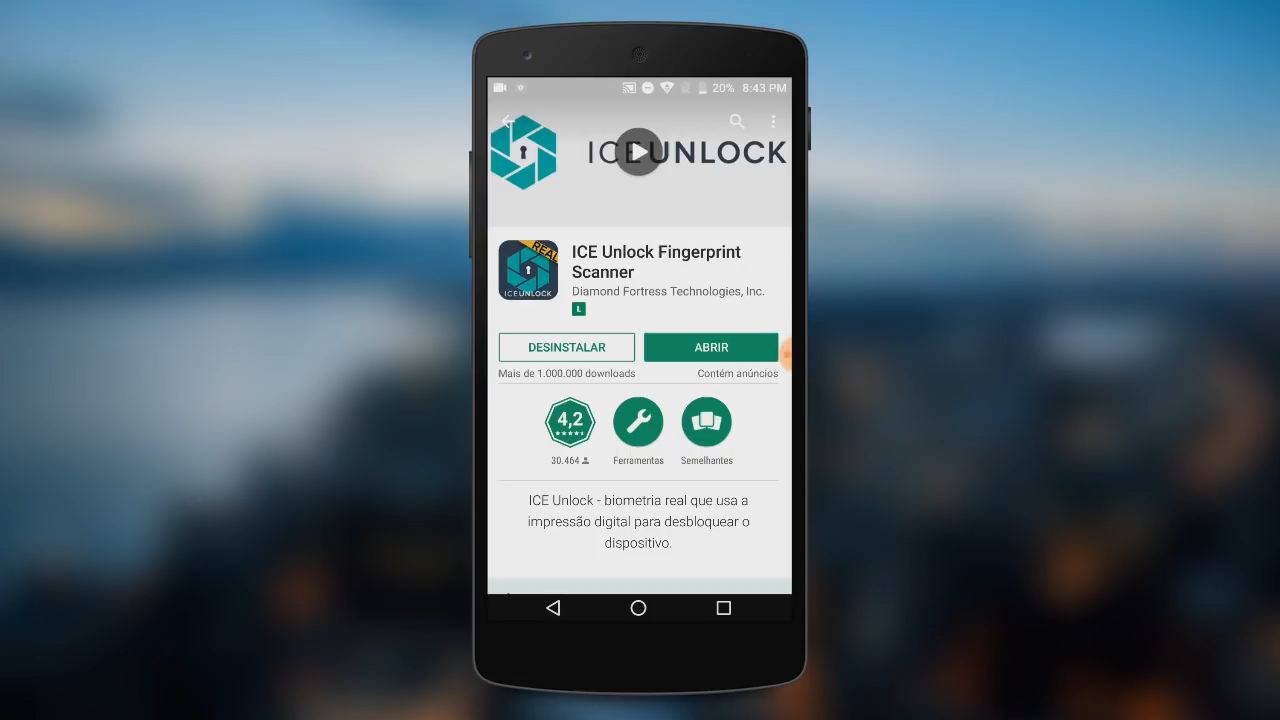 20% 8:43 PM
ICE UNLOCK
REAL
ICEUNLOCK
ICE Unlock Fingerprint
Scanner
Diamond Fortress Technologies, Inc.
L
DESINSTALAR
ABRIR
Mais de 1.000.000 downloads
Contém anúncios
4,2
30.464
Ferramentas
Semelhantes
ICE Unlock - biometria real que usa a
impressão digital para desbloquear o
dispositivo.